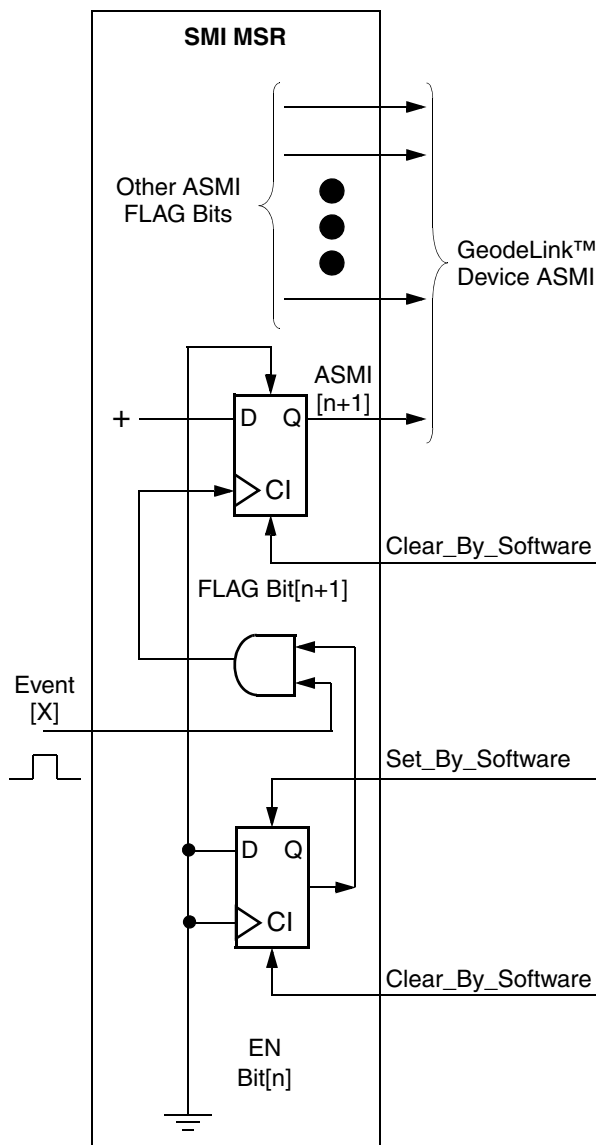 SMI MSR
Other ASMI
FLAG Bits
GeodeLink™
Device ASMI
ASMI
[n+1]
+
D Q
CI
Clear_By_Software
FLAG Bit[n+1]
Event
[X]
Set_By_Software
D Q
CI
Clear_By_Software
EN
Bit[n]